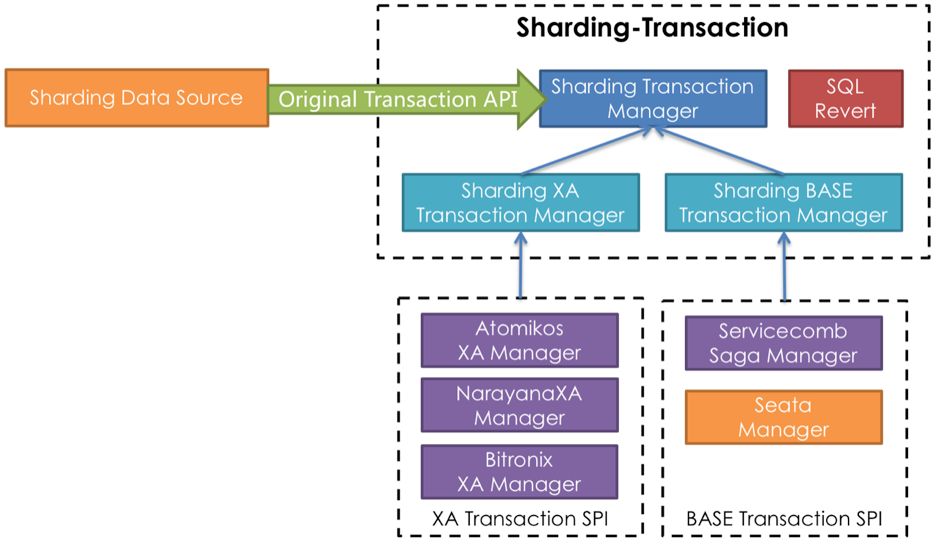 Sharding-Transaction
Sharding Data Source
Original Transaction API
Sharding Transaction
Manager
SQL
Revert
Sharding XA
Transaction Manager
Sharding BASE
Transaction Manager
Atomikos
XA Manager
NarayanaXA
Manager
Bitronix
XA Manager
XA Transaction SPI
Servicecomb
Saga Manager
Seata
Manager
BASE Transaction SPI